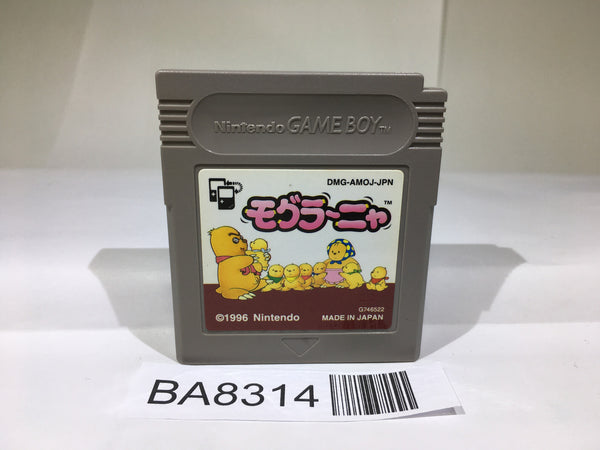 Nintendo GAME BOY TM
DMG-AMOJ-JPN
モグラ〜ニャ TM
G746522
©1996 Nintendo MADE IN JAPAN
BA8314